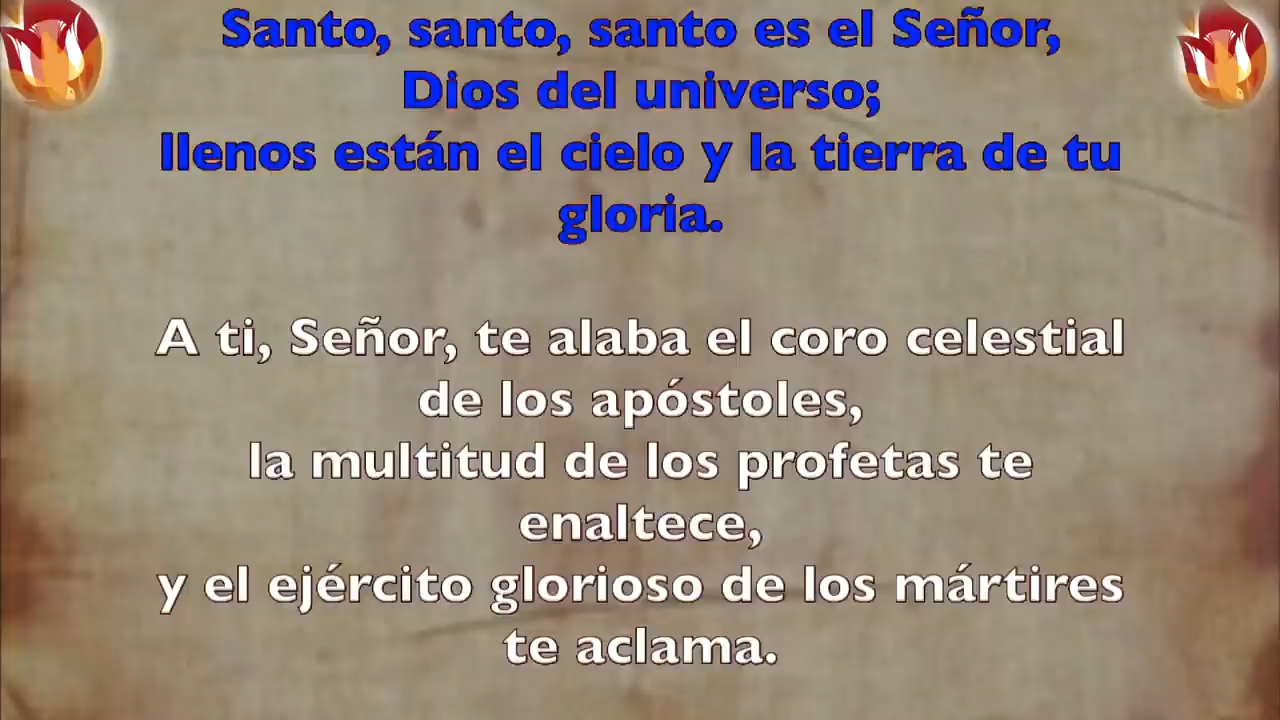 Santo, santo, santo es el Señor,
Dios del universo;
llenos están el cielo y la tierra de tu
gloria.
A ti, Señor, te alaba el coro celestial
de los apóstoles,
la multitud de los profetas te
enaltece,
y el ejército glorioso de los mártires
te aclama.